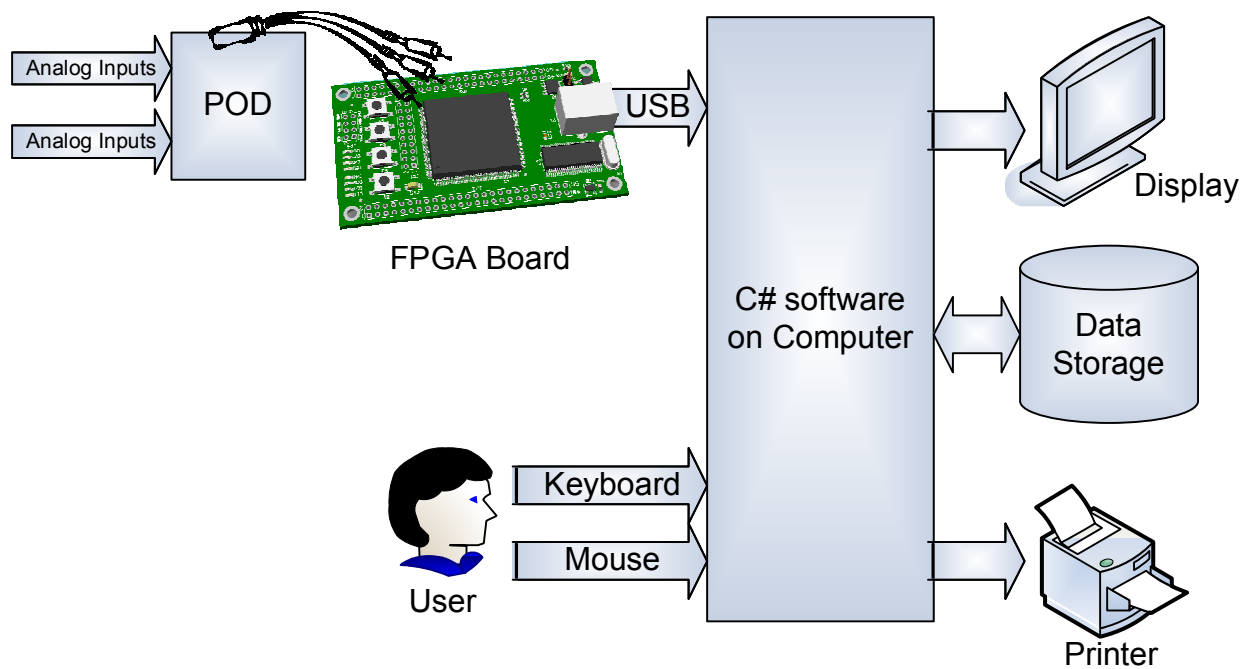 Analog Inputs
Analog Inputs
POD
USB
FPGA Board
Display
C# software
on Computer
Data
Storage
Keyboard
Mouse
User
Printer